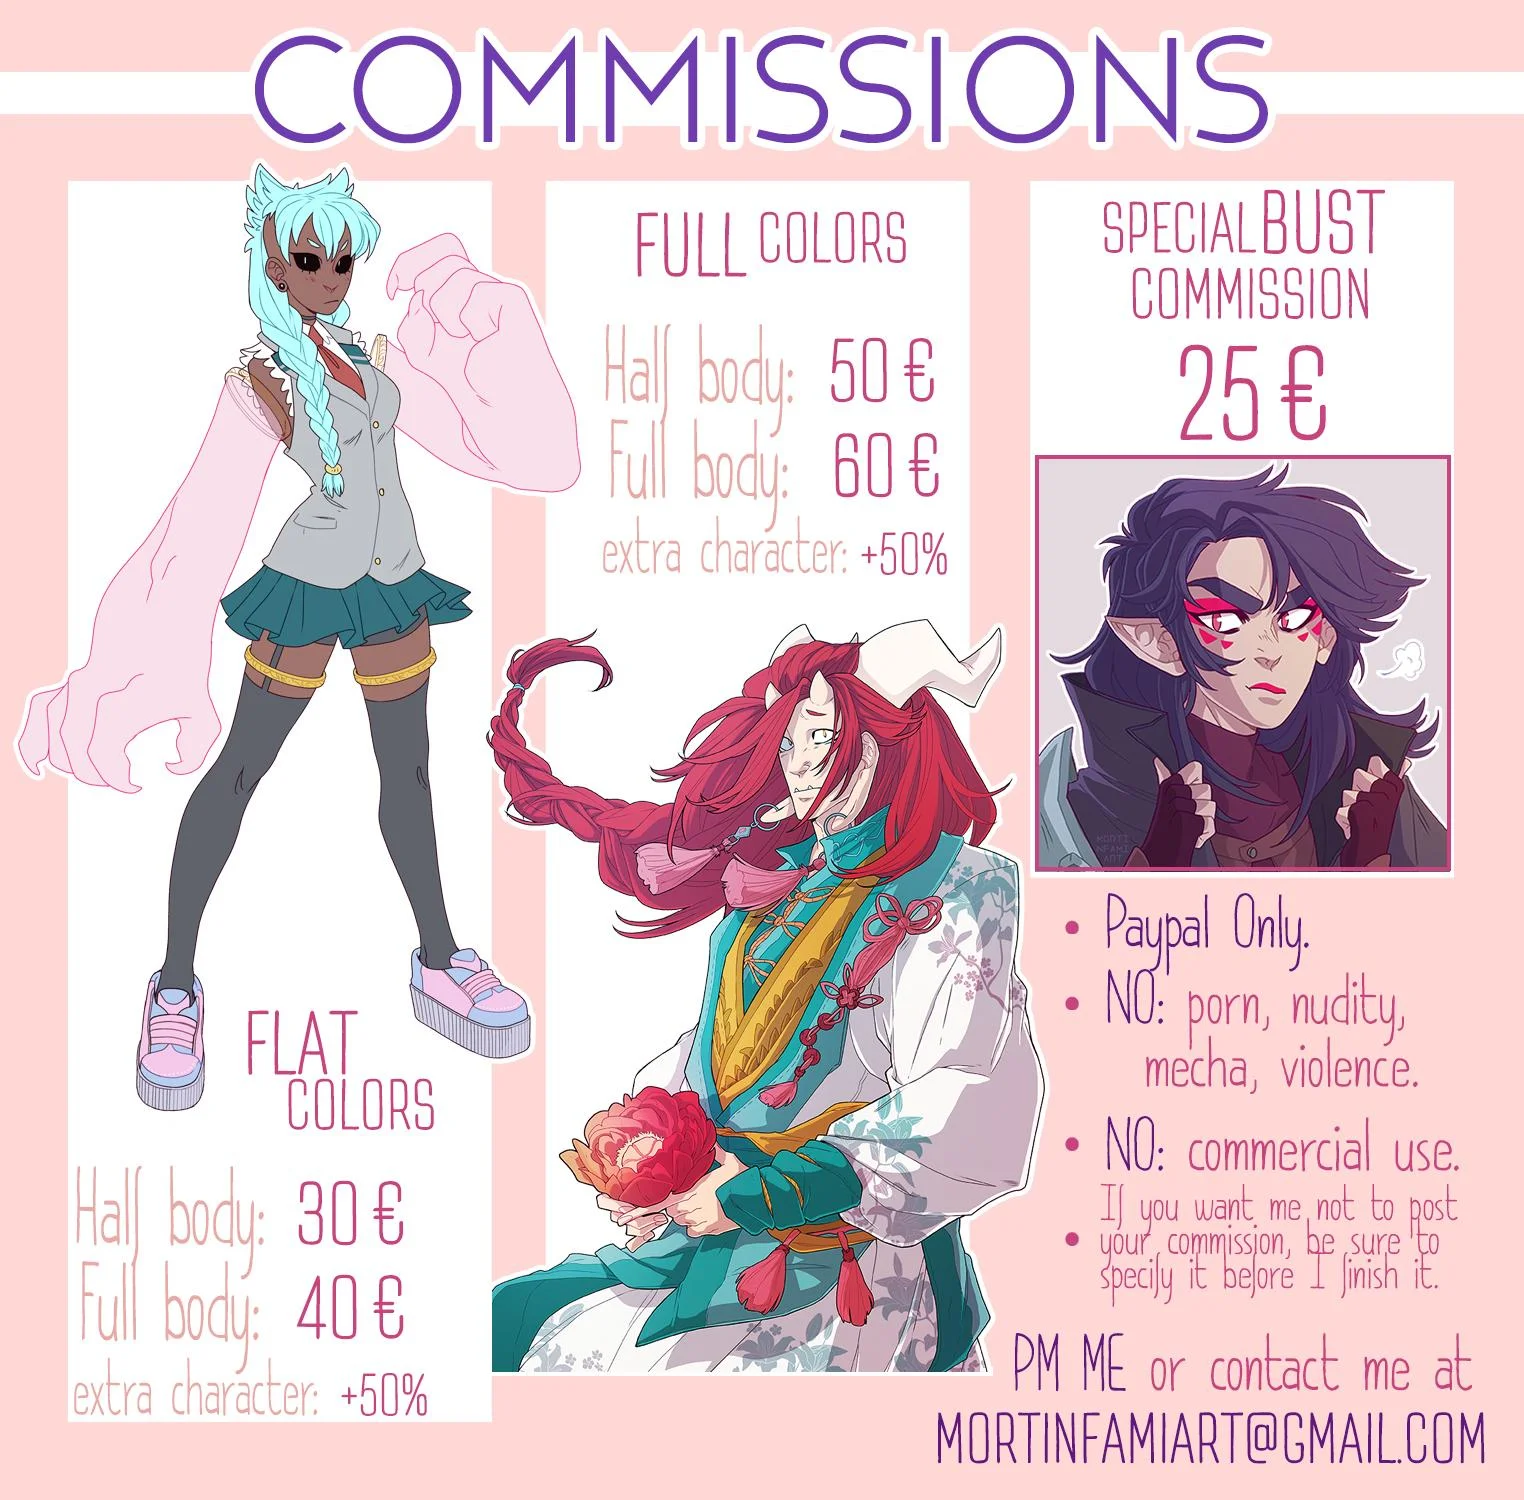 COMMISSIONS
FLAT
COLORS
Half body: 30 €
Full body: 40 €
extra character: +50%
FULL COLORS
Half body: 50 €
Full body: 60 €
extra character: +50%
SPECIAL BUST
COMMISSION
25 €
MORTI
NFAMI
ART
• Paypal Only.
• NO: porn, nudity,
mecha, violence.
• NO: commercial use.
If you want me not to post
• your commission, be sure to
specify it before I finish it.
PM ME or contact me at
MORTINFAMIART@GMAIL.COM